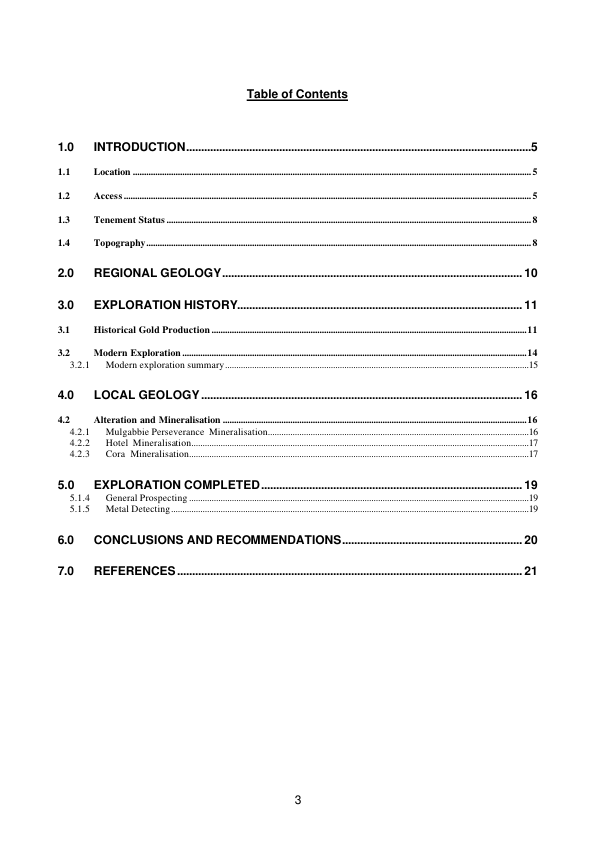 Table of Contents
1.0 INTRODUCTION.....5
1.1 Location.....5
1.2 Access.....5
1.3 Tenement Status.....8
1.4 Topography.....8
2.0 REGIONAL GEOLOGY.....10
3.0 EXPLORATION HISTORY.....11
3.1 Historical Gold Production.....11
3.2 Modern Exploration.....14
3.2.1 Modern exploration summary.....15
4.0 LOCAL GEOLOGY.....16
4.2 Alteration and Mineralisation.....16
4.2.1 Mulgabbie Perseverance Mineralisation.....16
4.2.2 Hotel Mineralisation.....17
4.2.3 Cora Mineralisation.....17
5.0 EXPLORATION COMPLETED.....19
5.1.4 General Prospecting.....19
5.1.5 Metal Detecting.....19
6.0 CONCLUSIONS AND RECOMMENDATIONS.....20
7.0 REFERENCES.....21
3